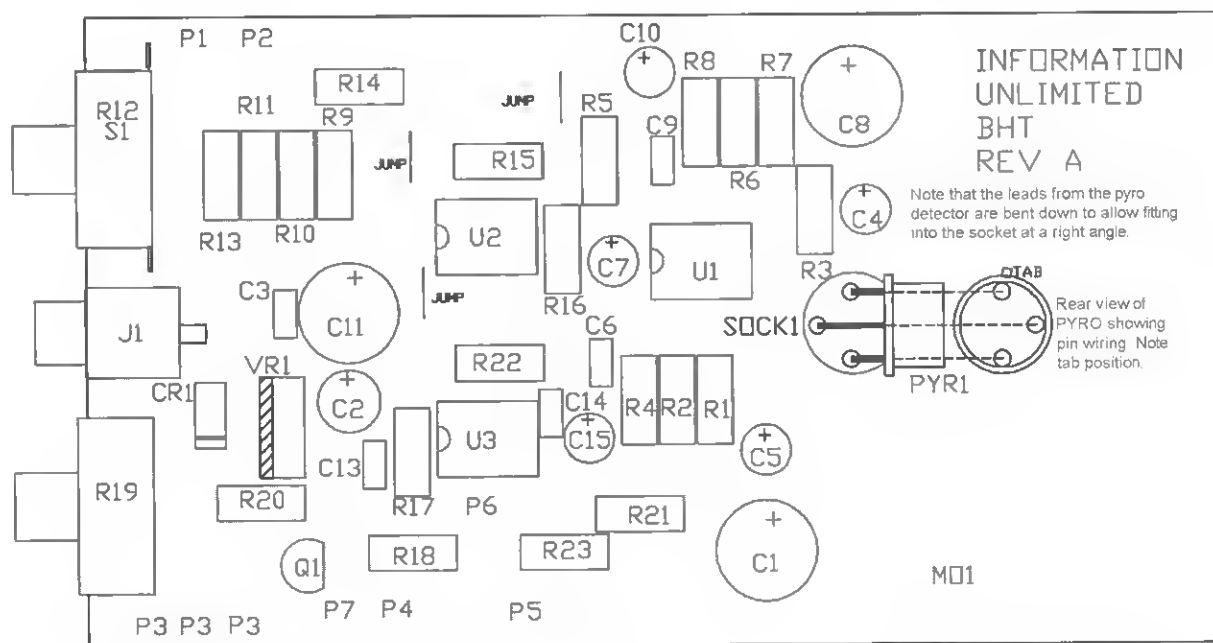 P1 P2
C10
INFORMATION
UNLIMITED
BHT
REV A
R12
S1
R14
R11 R9
JUMP
R5
R8 R7
C8
C9
JUMP
R15
R6
Note that the leads from the pyro
detector are bent down to allow fitting
into the socket at a right angle.
C4
R13 R10
U2
C7
U1
R3
R16
TAB
C3
C11
JUMP
J1
SOCK1
PYR1
Rear view of
PYRO showing
pin wiring. Note
tab position.
C6
VR1
CR1
C2
R22
C14
R4 R2 R1
U3
C15
C5
C13
R19
R20
R17
P6
R21
R18
R23
C1
Q1
M01
P7 P4 P5
P3 P3 P3